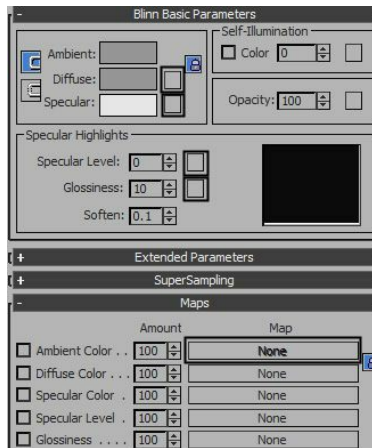 - Blinn Basic Parameters
Self-Illumination
Ambient:
Color 0
Diffuse:
Specular:
Opacity: 100
Specular Highlights
Specular Level: 0
Glossiness: 10
Soften: 0.1
+ Extended Parameters
+ SuperSampling
- Maps
Amount Map
Ambient Color . . 100 None
Diffuse Color . . . 100 None
Specular Color . 100 None
Specular Level . 100 None
Glossiness . . . . 100 None